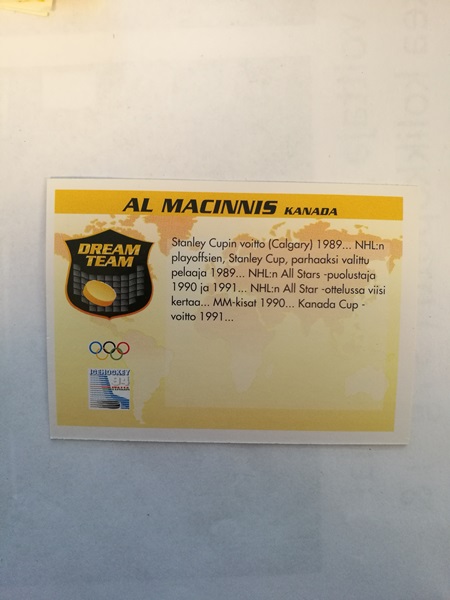 AL MACINNIS KANADA
DREAM
TEAM
Stanley Cupin voitto (Calgary) 1989... NHL:n
playoffsien, Stanley Cup, parhaaksi valittu
pelaaja 1989... NHL:n All Stars -puolustaja
1990 ja 1991... NHL:n All Star -ottelussa viisi
kertaa... MM-kisat 1990... Kanada Cup -
voitto 1991...
ICEHOCKEY
ITALIA